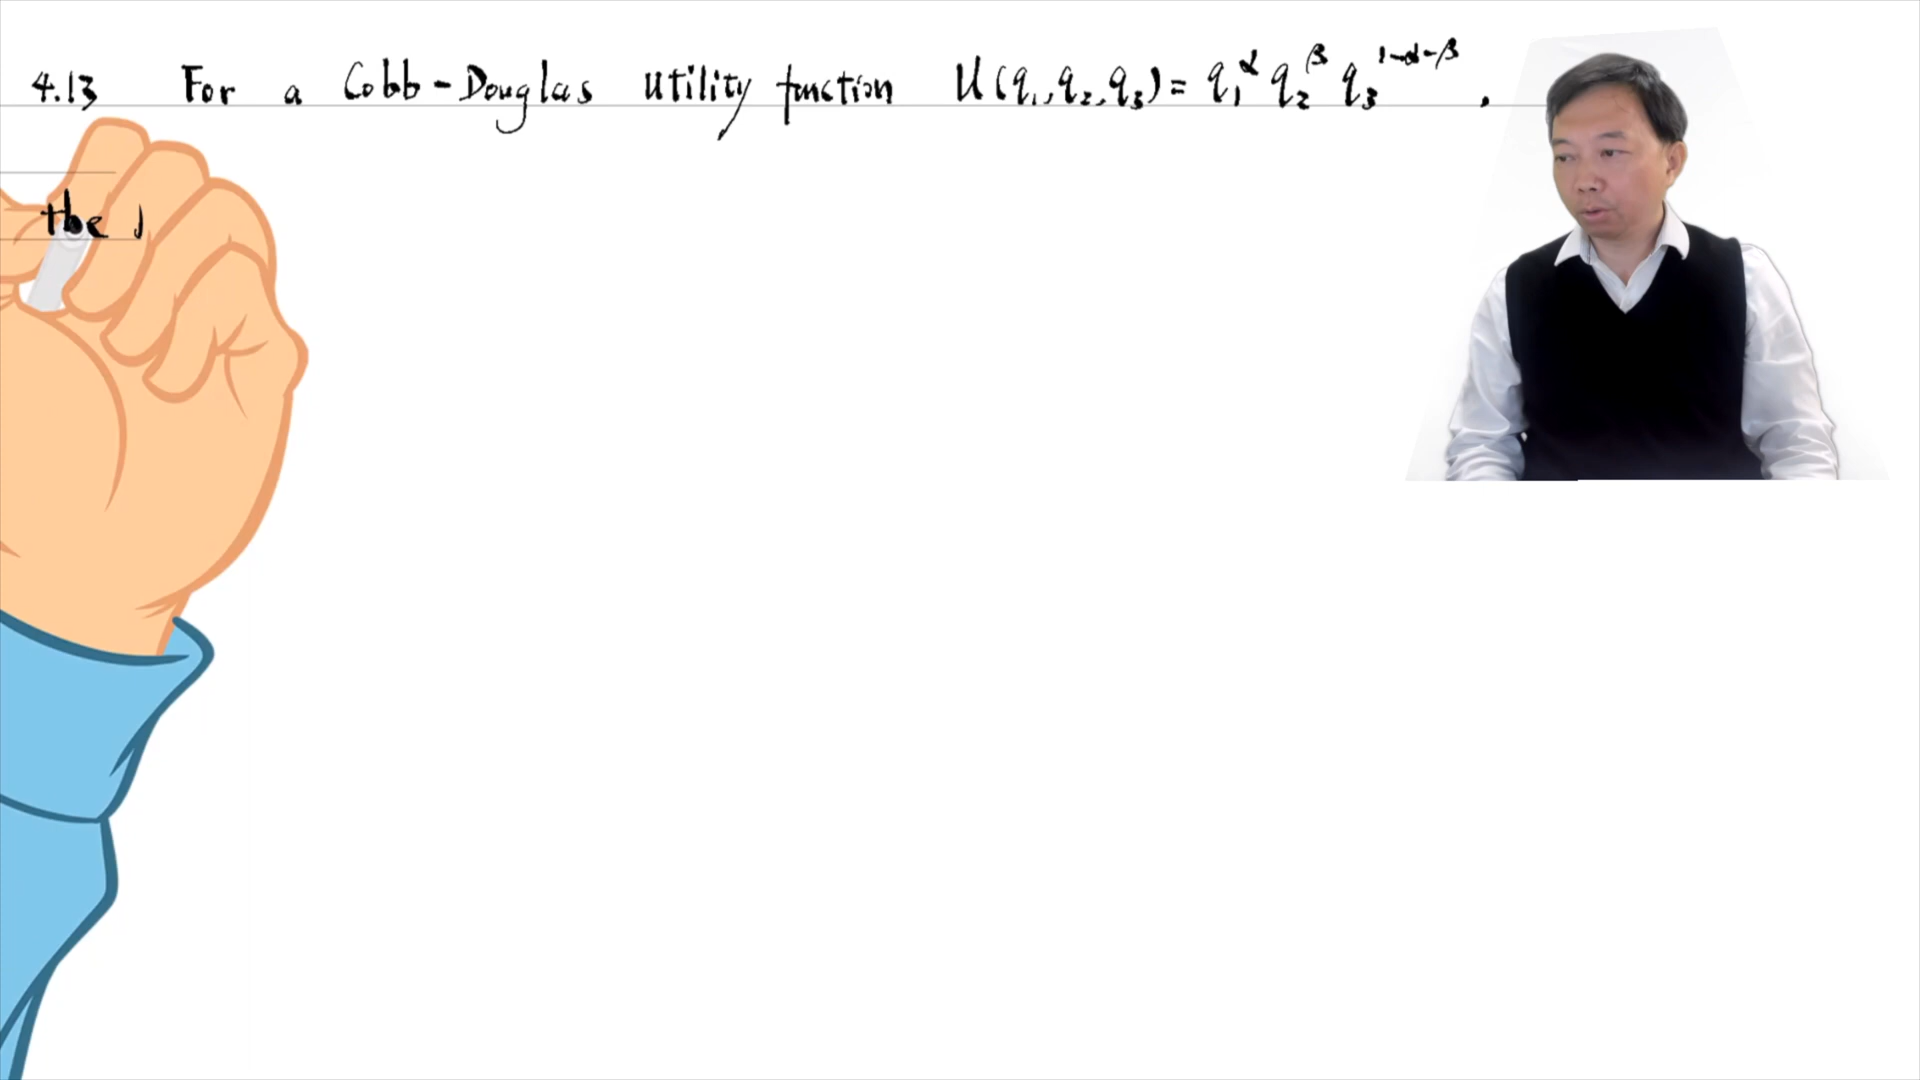 4.13 For a Cobb-Douglas utility function U(q₁,q₂,q₃)= q₁^α q₂^β q₃^{1-α-β} ,
the